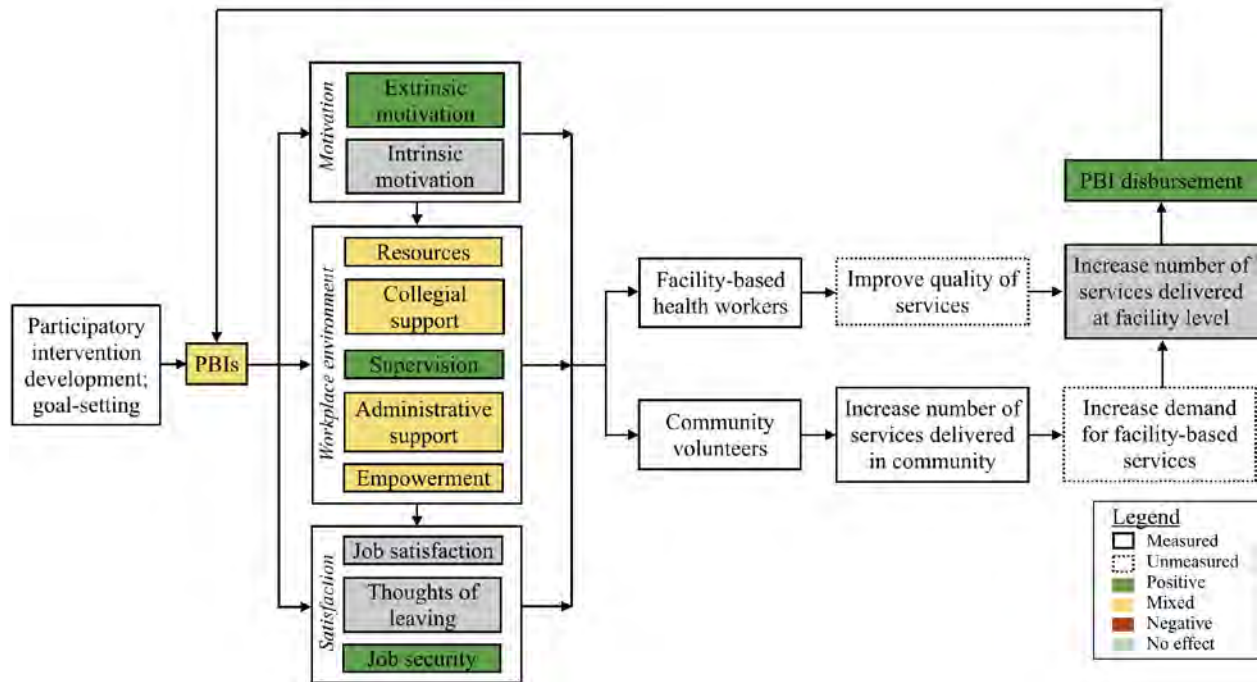 Participatory
intervention
development;
goal-setting
PBIs
Motivation
Extrinsic
motivation
Intrinsic
motivation
Workplace environment
Resources
Collegial
support
Supervision
Administrative
support
Empowerment
Satisfaction
Job satisfaction
Thoughts of
leaving
Job security
Facility-based
health workers
Improve quality of
services
Community
volunteers
Increase number of
services delivered
in community
Increase demand
for facility-based
services
Increase number of
services delivered
at facility level
PBI disbursement
Legend
Measured
Unmeasured
Positive
Mixed
Negative
No effect